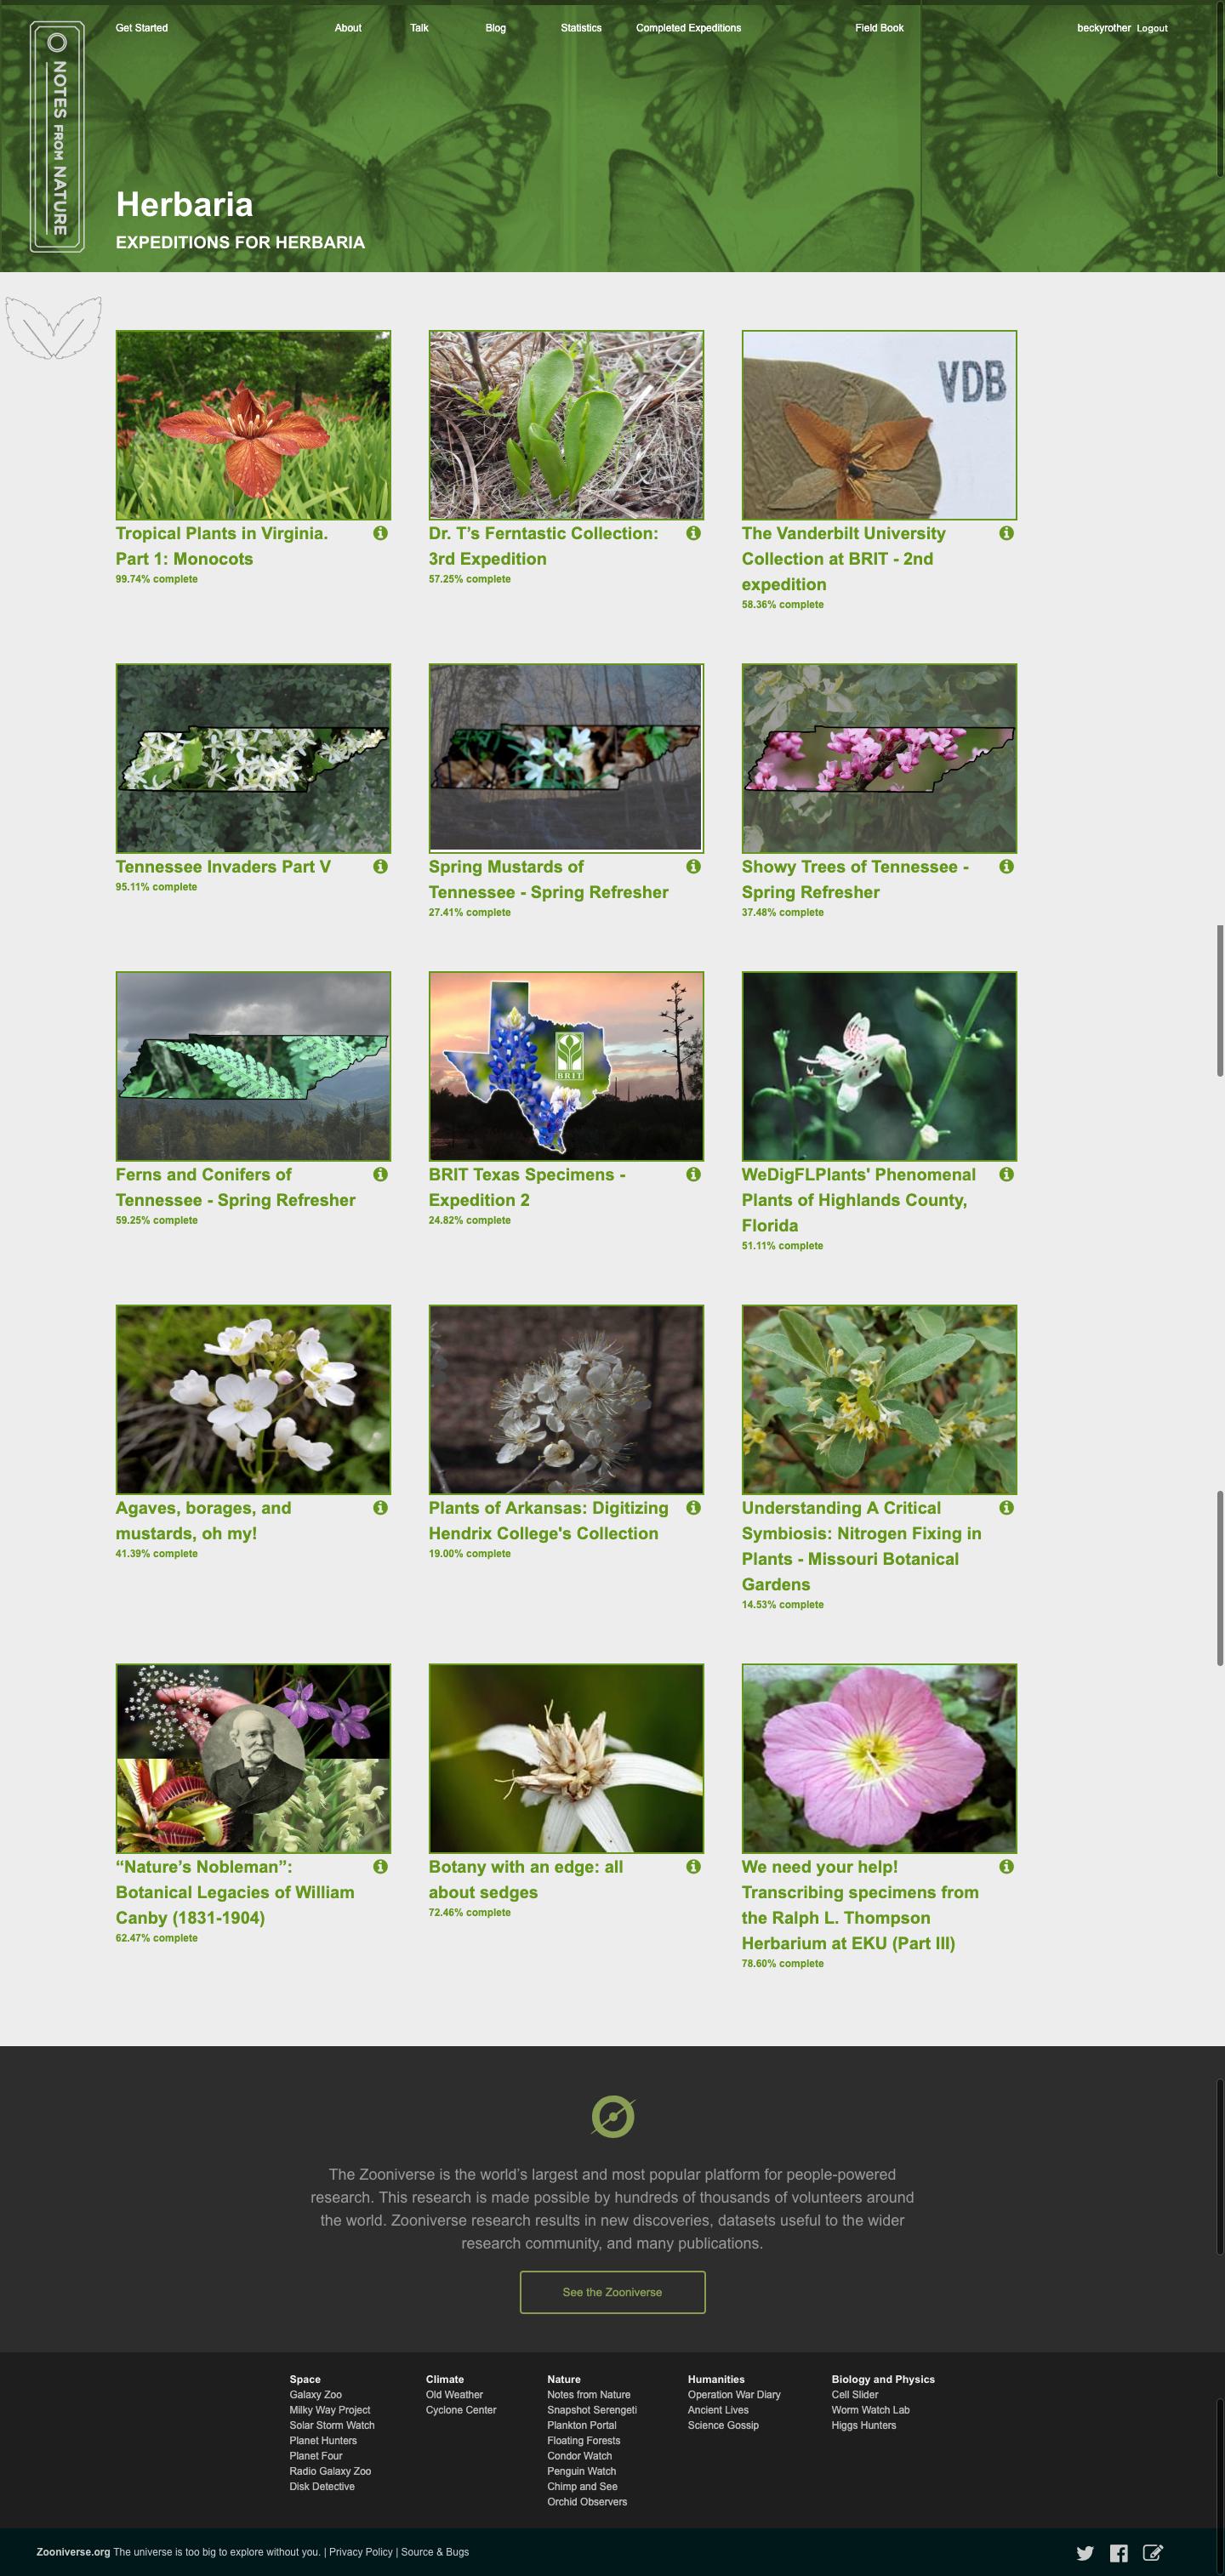 Get Started About Talk Blog Statistics Completed Expeditions Field Book beckyrother Logout
NOTES FROM NATURE
Herbaria
EXPEDITIONS FOR HERBARIA
VDB
Tropical Plants in Virginia.
Part 1: Monocots
99.74% complete
Dr. T’s Ferntastic Collection:
3rd Expedition
57.25% complete
The Vanderbilt University
Collection at BRIT - 2nd
expedition
58.36% complete
Tennessee Invaders Part V
95.11% complete
Spring Mustards of
Tennessee - Spring Refresher
27.41% complete
Showy Trees of Tennessee -
Spring Refresher
37.48% complete
BRIT
Ferns and Conifers of
Tennessee - Spring Refresher
59.25% complete
BRIT Texas Specimens -
Expedition 2
24.82% complete
WeDigFLPlants' Phenomenal
Plants of Highlands County,
Florida
51.11% complete
Agaves, borages, and
mustards, oh my!
41.39% complete
Plants of Arkansas: Digitizing
Hendrix College's Collection
19.00% complete
Understanding A Critical
Symbiosis: Nitrogen Fixing in
Plants - Missouri Botanical
Gardens
14.53% complete
“Nature’s Nobleman”:
Botanical Legacies of William
Canby (1831-1904)
62.47% complete
Botany with an edge: all
about sedges
72.46% complete
We need your help!
Transcribing specimens from
the Ralph L. Thompson
Herbarium at EKU (Part III)
78.60% complete
The Zooniverse is the world’s largest and most popular platform for people-powered
research. This research is made possible by hundreds of thousands of volunteers around
the world. Zooniverse research results in new discoveries, datasets useful to the wider
research community, and many publications.
See the Zooniverse
Space
Galaxy Zoo
Milky Way Project
Solar Storm Watch
Planet Hunters
Planet Four
Radio Galaxy Zoo
Disk Detective
Climate
Old Weather
Cyclone Center
Nature
Notes from Nature
Snapshot Serengeti
Plankton Portal
Floating Forests
Condor Watch
Penguin Watch
Chimp and See
Orchid Observers
Humanities
Operation War Diary
Ancient Lives
Science Gossip
Biology and Physics
Cell Slider
Worm Watch Lab
Higgs Hunters
Zooniverse.org The universe is too big to explore without you. | Privacy Policy | Source & Bugs